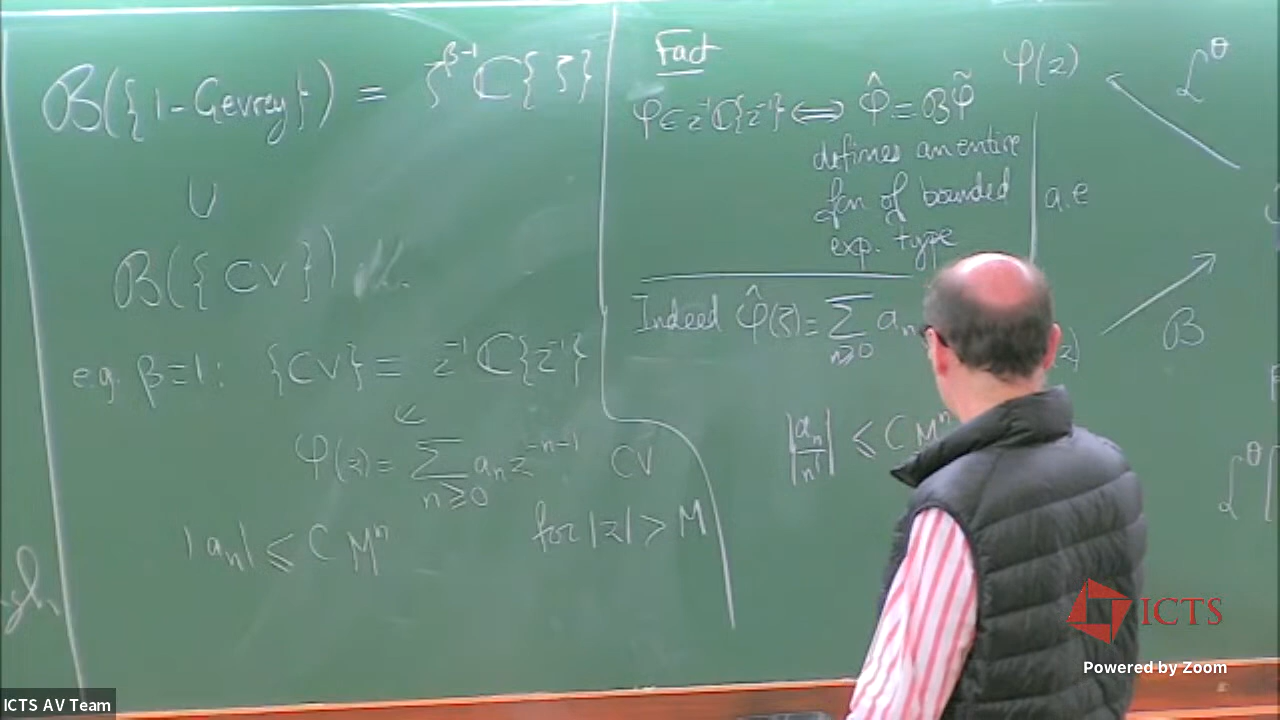 B({1-Gevrey}) = ζ^{β-1} ℂ{ζ}
∪
B({CV})
e.g. β=1: {CV} = z^{-1} ℂ{z^{-1}}
φ(z) = Σ_{n≥0} a_n z^{-n-1} CV
|a_n| ≤ C M^n for |z| > M
Fact
φ ∈ z^{-1}ℂ{z^{-1}} ⟺ φ̂ = Bφ̃
defines an entire
fcn of bounded
exp. type
Indeed φ̂(ζ) = Σ_{n≥0} a_n
|a_n/n!| ≤ C M^n
φ(z) L^θ
a.e
z) B
L^θ
ICTS
Powered by Zoom
ICTS AV Team